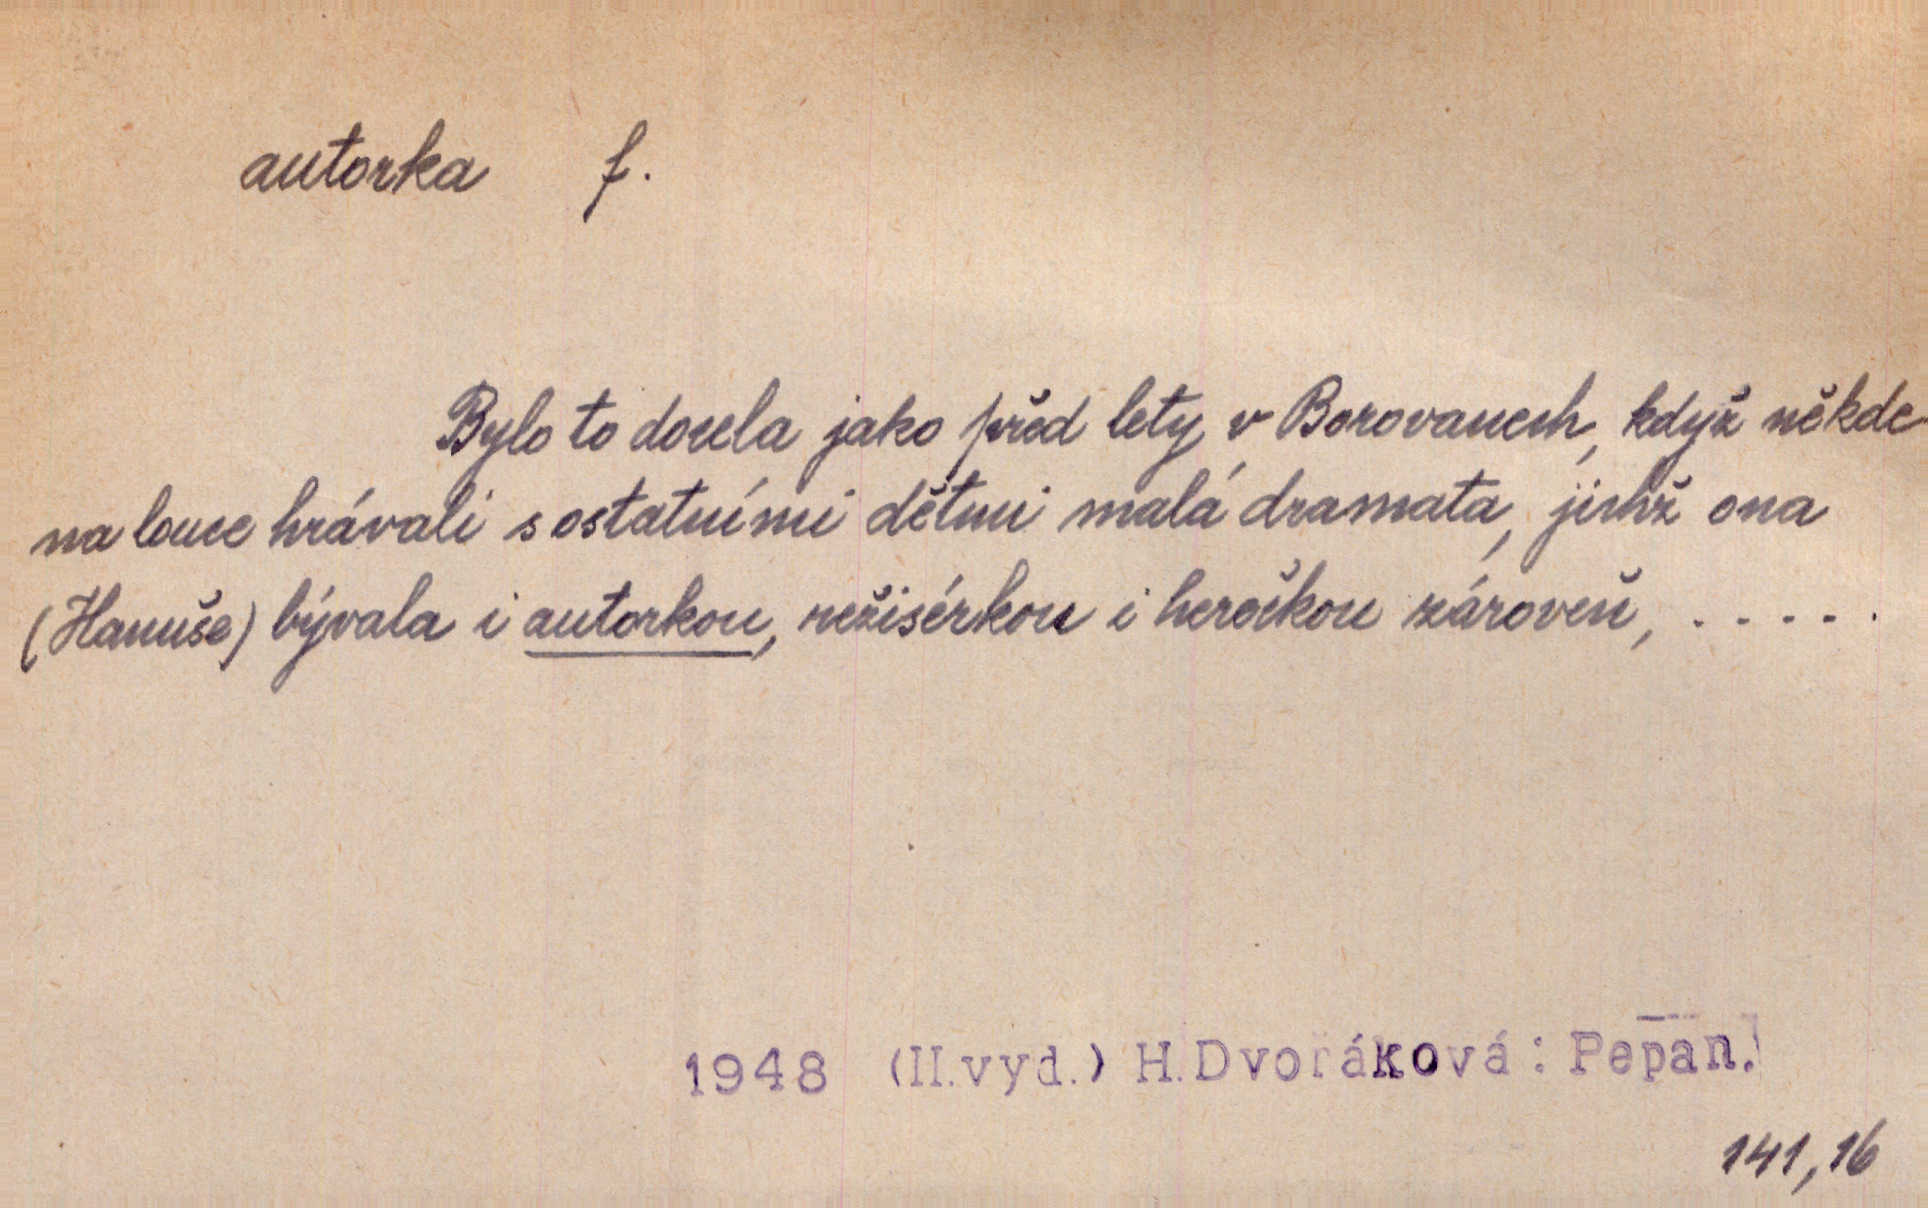 autorka f.
Bylo to docela jako před lety v Borovanech, když někde
na louce hrávali s ostatními dětmi malá dramata, jichž ona
(Hanuše) bývala i autorkou, režisérkou i herečkou zároveň, . . . . .
1948 (II.vyd.) H.Dvořáková: Pepan.
141,16